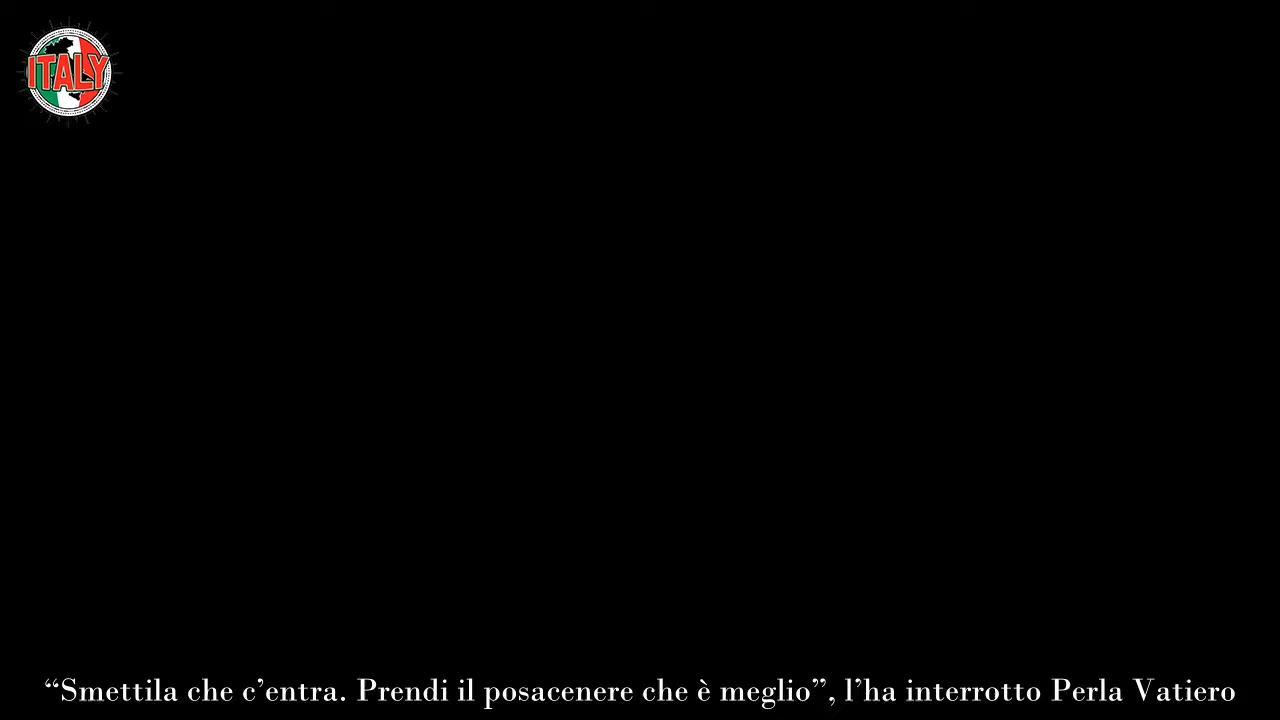 ITALY
“Smettila che c’entra. Prendi il posacenere che è meglio”, l’ha interrotto Perla Vatiero